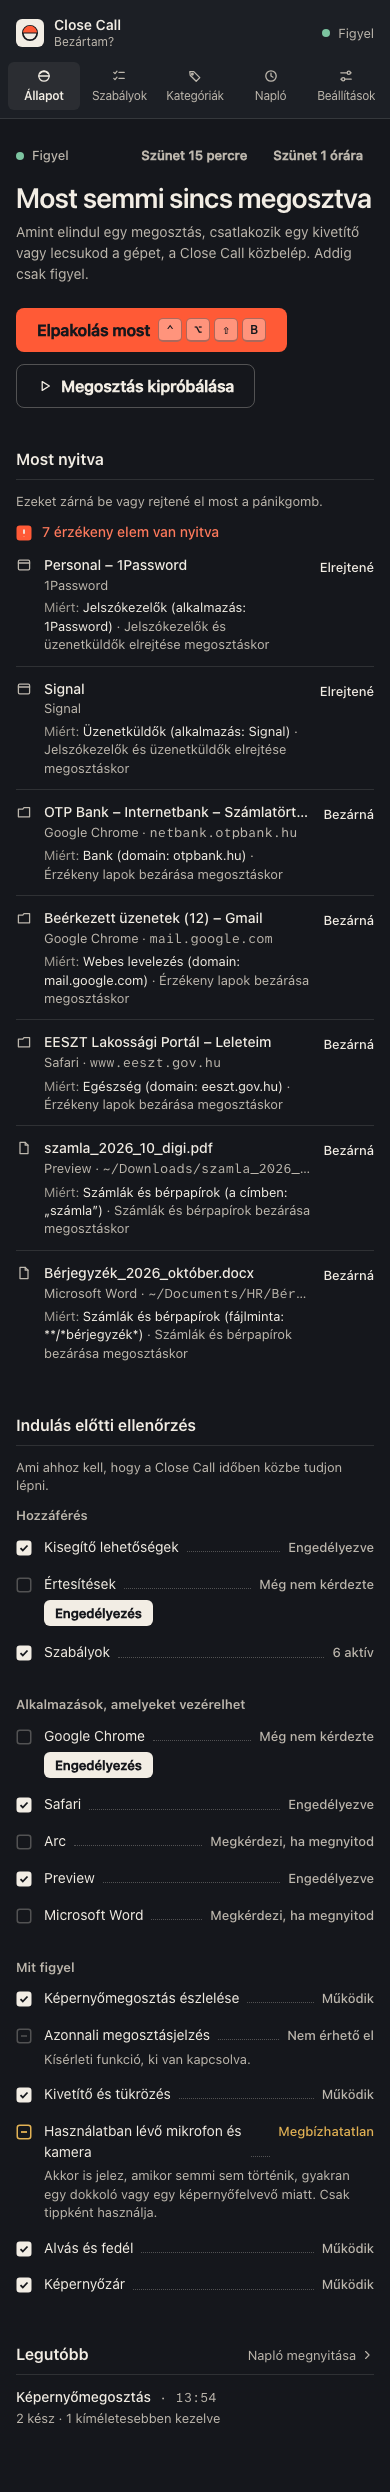 Close Call
Bezártam?
Figyel
Állapot
Szabályok
Kategóriák
Napló
Beállítások
Figyel
Szünet 15 percre
Szünet 1 órára
Most semmi sincs megosztva
Amint elindul egy megosztás, csatlakozik egy kivetítő
vagy lecsukod a gépet, a Close Call közbelép. Addig
csak figyel.
Elpakolás most ⌃ ⌥ ⇧ B
Megosztás kipróbálása
Most nyitva
Ezeket zárná be vagy rejtené el most a pánikgomb.
7 érzékeny elem van nyitva
Personal – 1Password
Elrejtené
1Password
Miért: Jelszókezelők (alkalmazás:
1Password) · Jelszókezelők és
üzenetküldők elrejtése megosztáskor
Signal
Elrejtené
Signal
Miért: Üzenetküldők (alkalmazás: Signal) ·
Jelszókezelők és üzenetküldők elrejtése
megosztáskor
OTP Bank – Internetbank – Számlatört…
Bezárná
Google Chrome · netbank.otpbank.hu
Miért: Bank (domain: otpbank.hu) ·
Érzékeny lapok bezárása megosztáskor
Beérkezett üzenetek (12) – Gmail
Bezárná
Google Chrome · mail.google.com
Miért: Webes levelezés (domain:
mail.google.com) · Érzékeny lapok bezárása
megosztáskor
EESZT Lakossági Portál – Leleteim
Bezárná
Safari · www.eeszt.gov.hu
Miért: Egészség (domain: eeszt.gov.hu) ·
Érzékeny lapok bezárása megosztáskor
szamla_2026_10_digi.pdf
Bezárná
Preview · ~/Downloads/szamla_2026_…
Miért: Számlák és bérpapírok (a címben:
„számla”) · Számlák és bérpapírok bezárása
megosztáskor
Bérjegyzék_2026_október.docx
Bezárná
Microsoft Word · ~/Documents/HR/Bér…
Miért: Számlák és bérpapírok (fájlminta:
**/*bérjegyzék*) · Számlák és bérpapírok
bezárása megosztáskor
Indulás előtti ellenőrzés
Ami ahhoz kell, hogy a Close Call időben közbe tudjon
lépni.
Hozzáférés
Kisegítő lehetőségek
Engedélyezve
Értesítések
Még nem kérdezte
Engedélyezés
Szabályok
6 aktív
Alkalmazások, amelyeket vezérelhet
Google Chrome
Még nem kérdezte
Engedélyezés
Safari
Engedélyezve
Arc
Megkérdezi, ha megnyitod
Preview
Engedélyezve
Microsoft Word
Megkérdezi, ha megnyitod
Mit figyel
Képernyőmegosztás észlelése
Működik
Azonnali megosztásjelzés
Nem érhető el
Kísérleti funkció, ki van kapcsolva.
Kivetítő és tükrözés
Működik
Használatban lévő mikrofon és
kamera
Megbízhatatlan
Akkor is jelez, amikor semmi sem történik, gyakran
egy dokkoló vagy egy képernyőfelvevő miatt. Csak
tippként használja.
Alvás és fedél
Működik
Képernyőzár
Működik
Legutóbb
Napló megnyitása
Képernyőmegosztás · 13:54
2 kész · 1 kíméletesebben kezelve